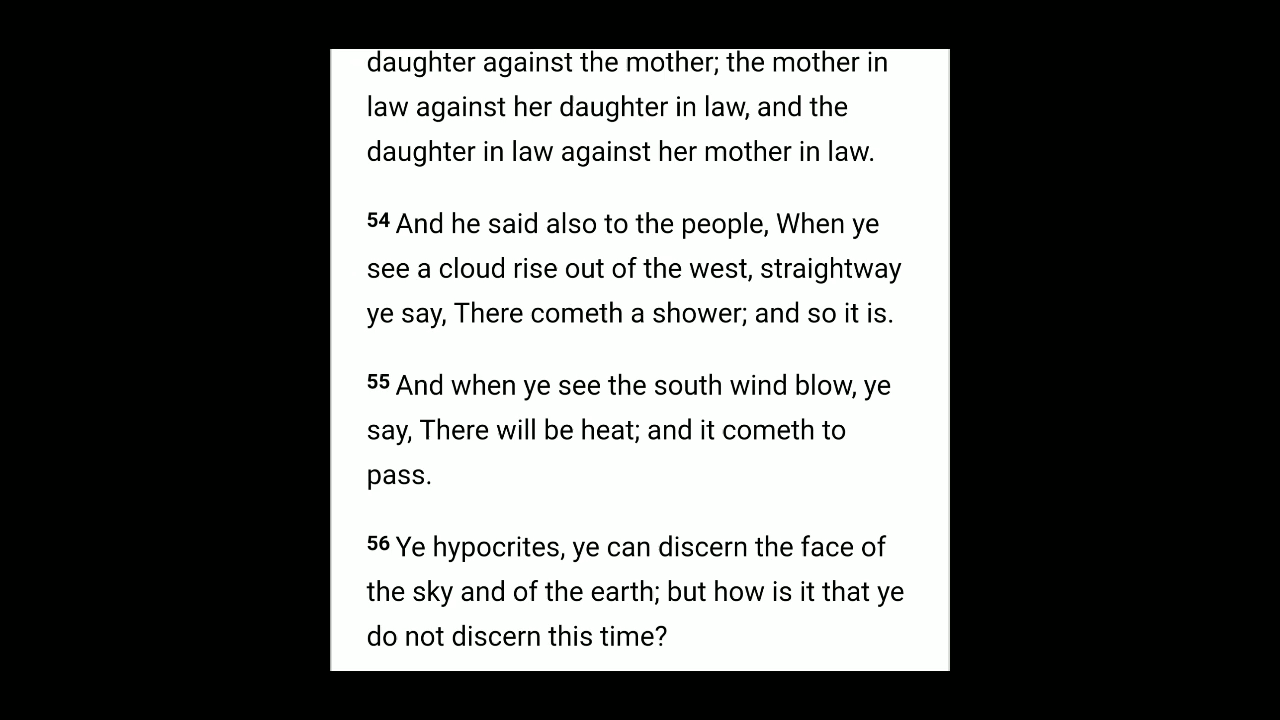 daughter against the mother; the mother in
law against her daughter in law, and the
daughter in law against her mother in law.
54 And he said also to the people, When ye
see a cloud rise out of the west, straightway
ye say, There cometh a shower; and so it is.
55 And when ye see the south wind blow, ye
say, There will be heat; and it cometh to
pass.
56 Ye hypocrites, ye can discern the face of
the sky and of the earth; but how is it that ye
do not discern this time?